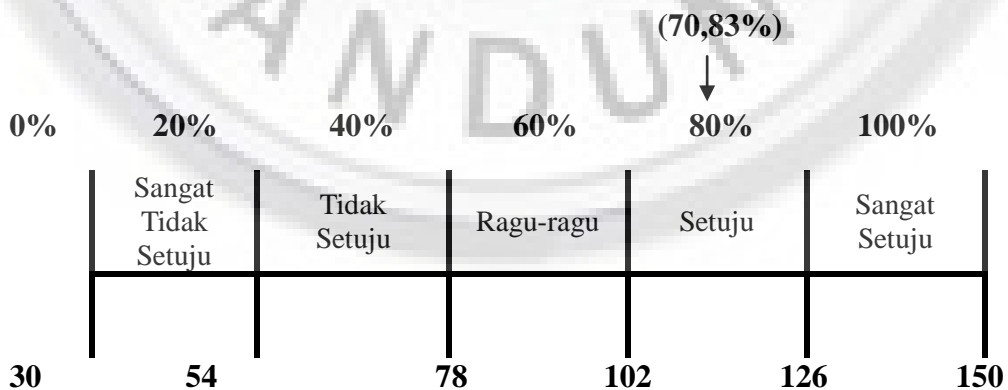 (70,83%)
0% 20% 40% 60% 80% 100%
Sangat
Tidak
Setuju
Tidak
Setuju
Ragu-ragu
Setuju
Sangat
Setuju
30 54 78 102 126 150